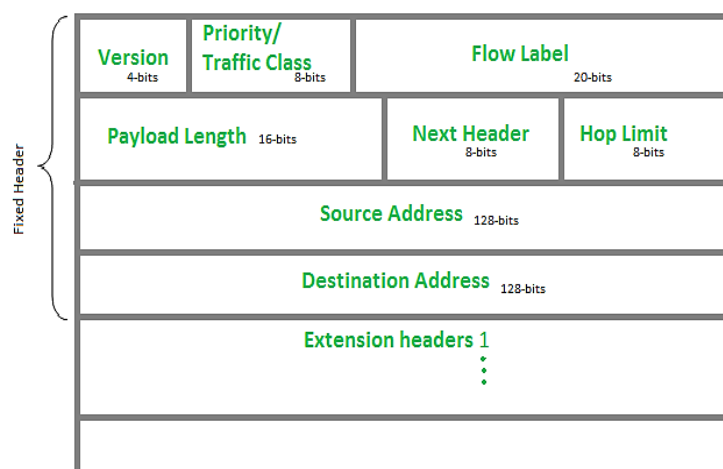 Fixed Header
Version
4-bits
Priority/
Traffic Class
8-bits
Flow Label
20-bits
Payload Length 16-bits
Next Header
8-bits
Hop Limit
8-bits
Source Address 128-bits
Destination Address 128-bits
Extension headers 1